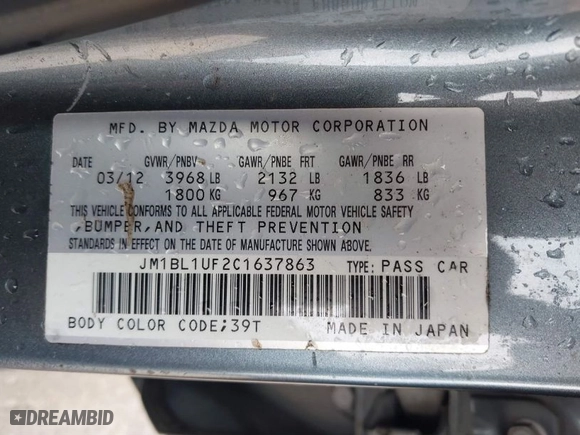 MFD. BY MAZDA MOTOR CORPORATION
DATE GVWR/PNBV GAWR/PNBE FRT GAWR/PNBE RR
03/12 3968 LB 2132 LB 1836 LB
1800 KG 967 KG 833 KG
THIS VEHICLE CONFORMS TO ALL APPLICABLE FEDERAL MOTOR VEHICLE SAFETY
,BUMPER,AND THEFT PREVENTION
STANDARDS IN EFFECT ON THE DATE OF MANUFACTURE SHOWN ABOVE.
JM1BL1UF2C1637863 TYPE: PASS CAR
BODY COLOR CODE;39T MADE IN JAPAN
DREAMBID